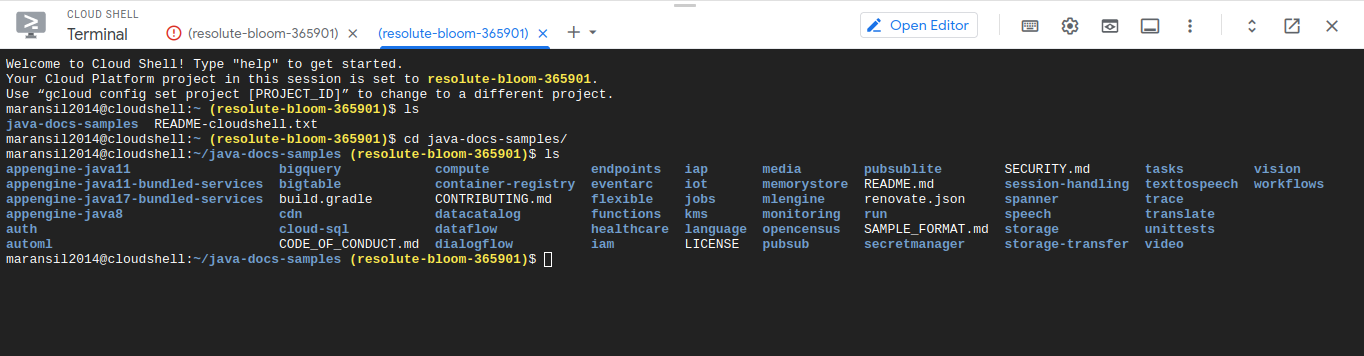 CLOUD SHELL
Terminal
(resolute-bloom-365901)
(resolute-bloom-365901)
Open Editor
Welcome to Cloud Shell! Type "help" to get started.
Your Cloud Platform project in this session is set to resolute-bloom-365901.
Use “gcloud config set project [PROJECT_ID]” to change to a different project.
maransil2014@cloudshell:~ (resolute-bloom-365901)$ ls
java-docs-samples README-cloudshell.txt
maransil2014@cloudshell:~ (resolute-bloom-365901)$ cd java-docs-samples/
maransil2014@cloudshell:~/java-docs-samples (resolute-bloom-365901)$ ls
appengine-java11 bigquery compute endpoints iap media pubsublite SECURITY.md tasks vision
appengine-java11-bundled-services bigtable container-registry eventarc iot memorystore README.md session-handling texttospeech workflows
appengine-java17-bundled-services build.gradle CONTRIBUTING.md flexible jobs mlengine renovate.json spanner trace
appengine-java8 cdn datacatalog functions kms monitoring run speech translate
auth cloud-sql dataflow healthcare language opencensus SAMPLE_FORMAT.md storage unittests
automl CODE_OF_CONDUCT.md dialogflow iam LICENSE pubsub secretmanager storage-transfer video
maransil2014@cloudshell:~/java-docs-samples (resolute-bloom-365901)$